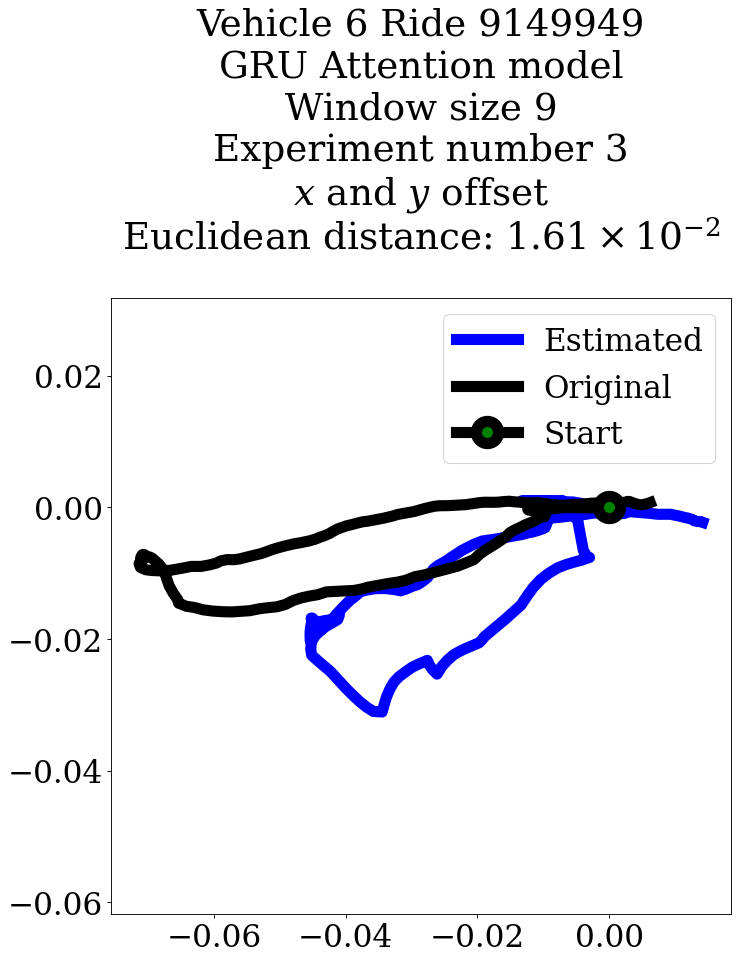 Vehicle 6 Ride 9149949
GRU Attention model
Window size 9
Experiment number 3
x and y offset
Euclidean distance: 1.61 × 10⁻²
Estimated
Original
Start
0.02
0.00
−0.02
−0.04
−0.06
−0.06
−0.04
−0.02
0.00